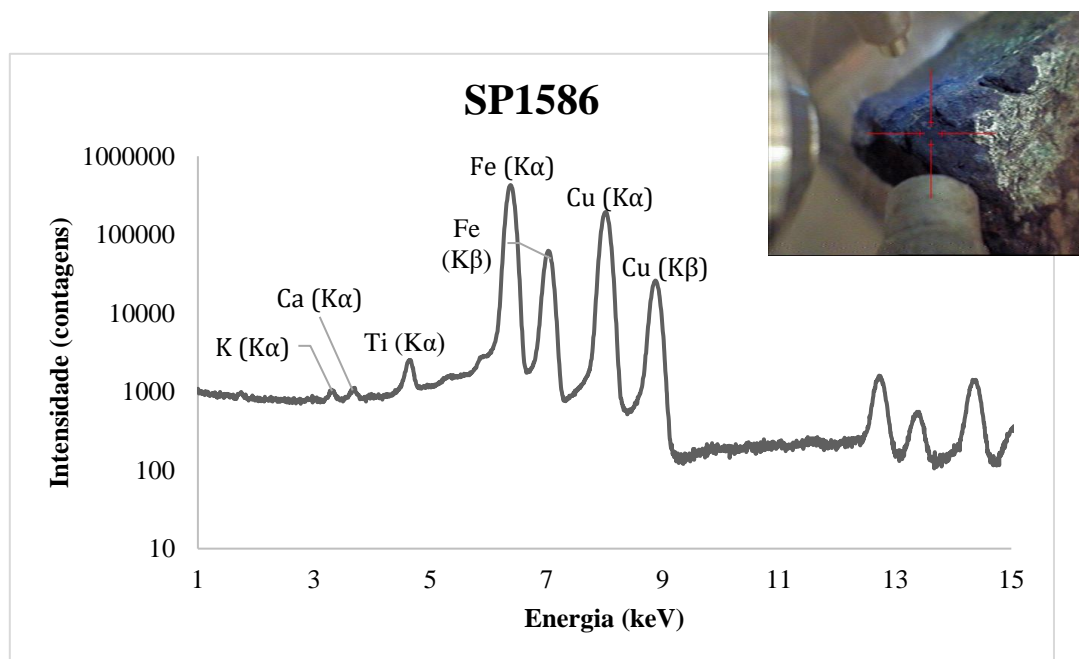 SP1586
Intensidade (contagens)
1000000
100000
10000
1000
100
10
K (Kα)
Ca (Kα)
Ti (Kα)
Fe (Kα)
Fe
(Kβ)
Cu (Kα)
Cu (Kβ)
1 3 5 7 9 11 13 15
Energia (keV)